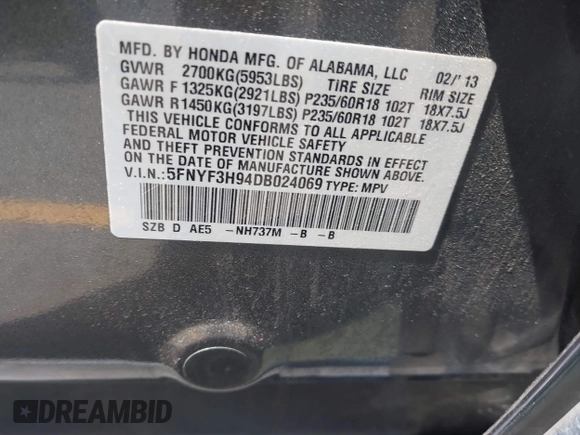 MFD. BY HONDA MFG. OF ALABAMA, LLC 02/'13
GVWR 2700KG(5953LBS) TIRE SIZE RIM SIZE
GAWR F 1325KG(2921LBS) P235/60R18 102T 18X7.5J
GAWR R1450KG(3197LBS) P235/60R18 102T 18X7.5J
THIS VEHICLE CONFORMS TO ALL APPLICABLE
FEDERAL MOTOR VEHICLE SAFETY
AND THEFT PREVENTION STANDARDS IN EFFECT
ON THE DATE OF MANUFACTURE SHOWN ABOVE.
V.I.N.:5FNYF3H94DB024069 TYPE: MPV
SZB D AE5 -NH737M -B -B
DREAMBID